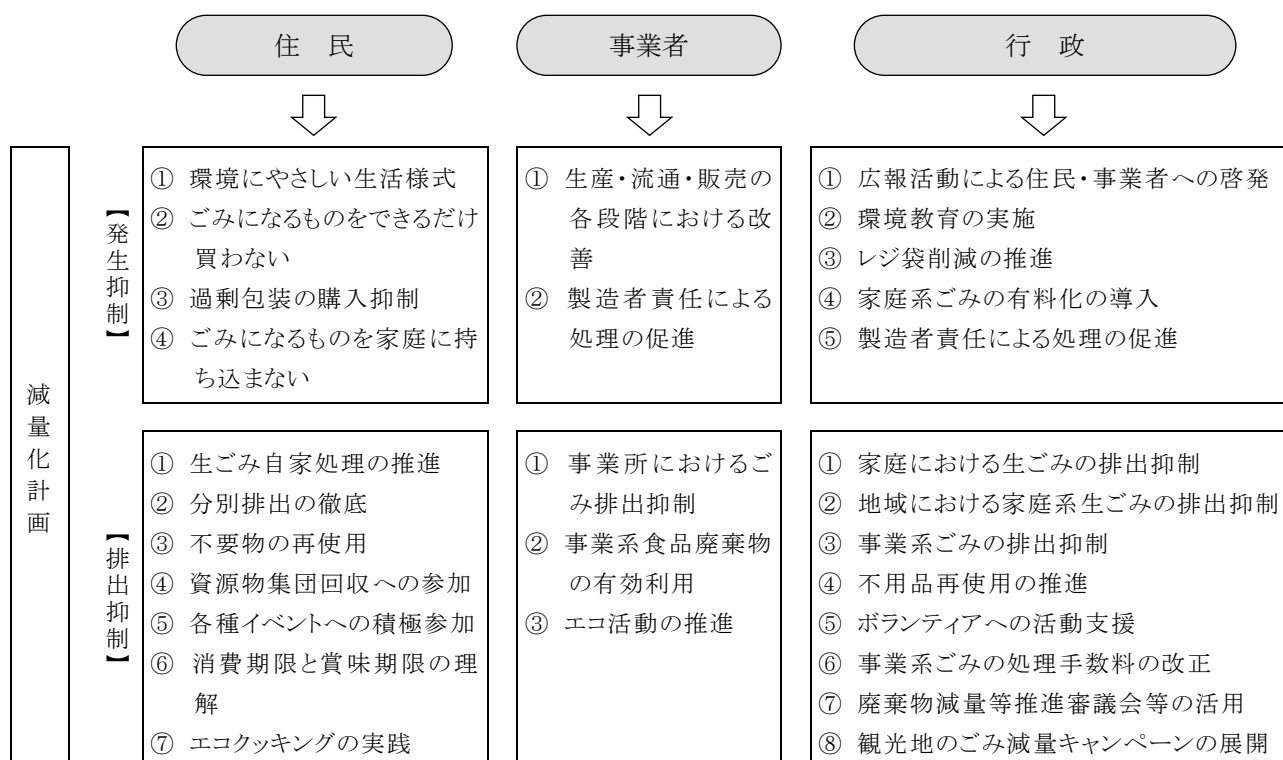 住　民
事業者
行　政
減量化計画
【発生抑制】
① 環境にやさしい生活様式
② ごみになるものをできるだけ
買わない
③ 過剰包装の購入抑制
④ ごみになるものを家庭に持
ち込まない
① 生産・流通・販売の
各段階における改
善
② 製造者責任による
処理の促進
① 広報活動による住民・事業者への啓発
② 環境教育の実施
③ レジ袋削減の推進
④ 家庭系ごみの有料化の導入
⑤ 製造者責任による処理の促進
【排出抑制】
① 生ごみ自家処理の推進
② 分別排出の徹底
③ 不要物の再使用
④ 資源物集団回収への参加
⑤ 各種イベントへの積極参加
⑥ 消費期限と賞味期限の理
解
⑦ エコクッキングの実践
① 事業所におけるご
み排出抑制
② 事業系食品廃棄物
の有効利用
③ エコ活動の推進
① 家庭における生ごみの排出抑制
② 地域における家庭系生ごみの排出抑制
③ 事業系ごみの排出抑制
④ 不用品再使用の推進
⑤ ボランティアへの活動支援
⑥ 事業系ごみの処理手数料の改正
⑦ 廃棄物減量等推進審議会等の活用
⑧ 観光地のごみ減量キャンペーンの展開